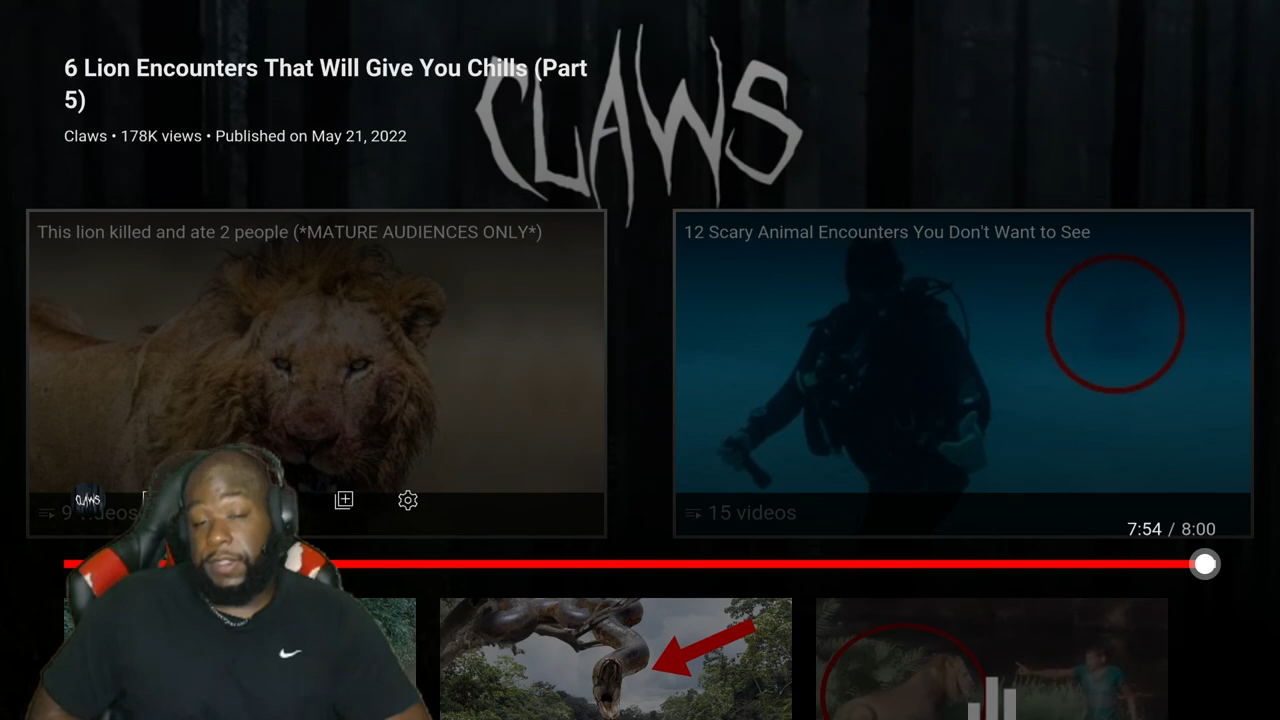 6 Lion Encounters That Will Give You Chills (Part
5)
Claws • 178K views • Published on May 21, 2022
CLAWS
This lion killed and ate 2 people (*MATURE AUDIENCES ONLY*)
12 Scary Animal Encounters You Don't Want to See
CLAWS
9
15 videos
7:54 / 8:00